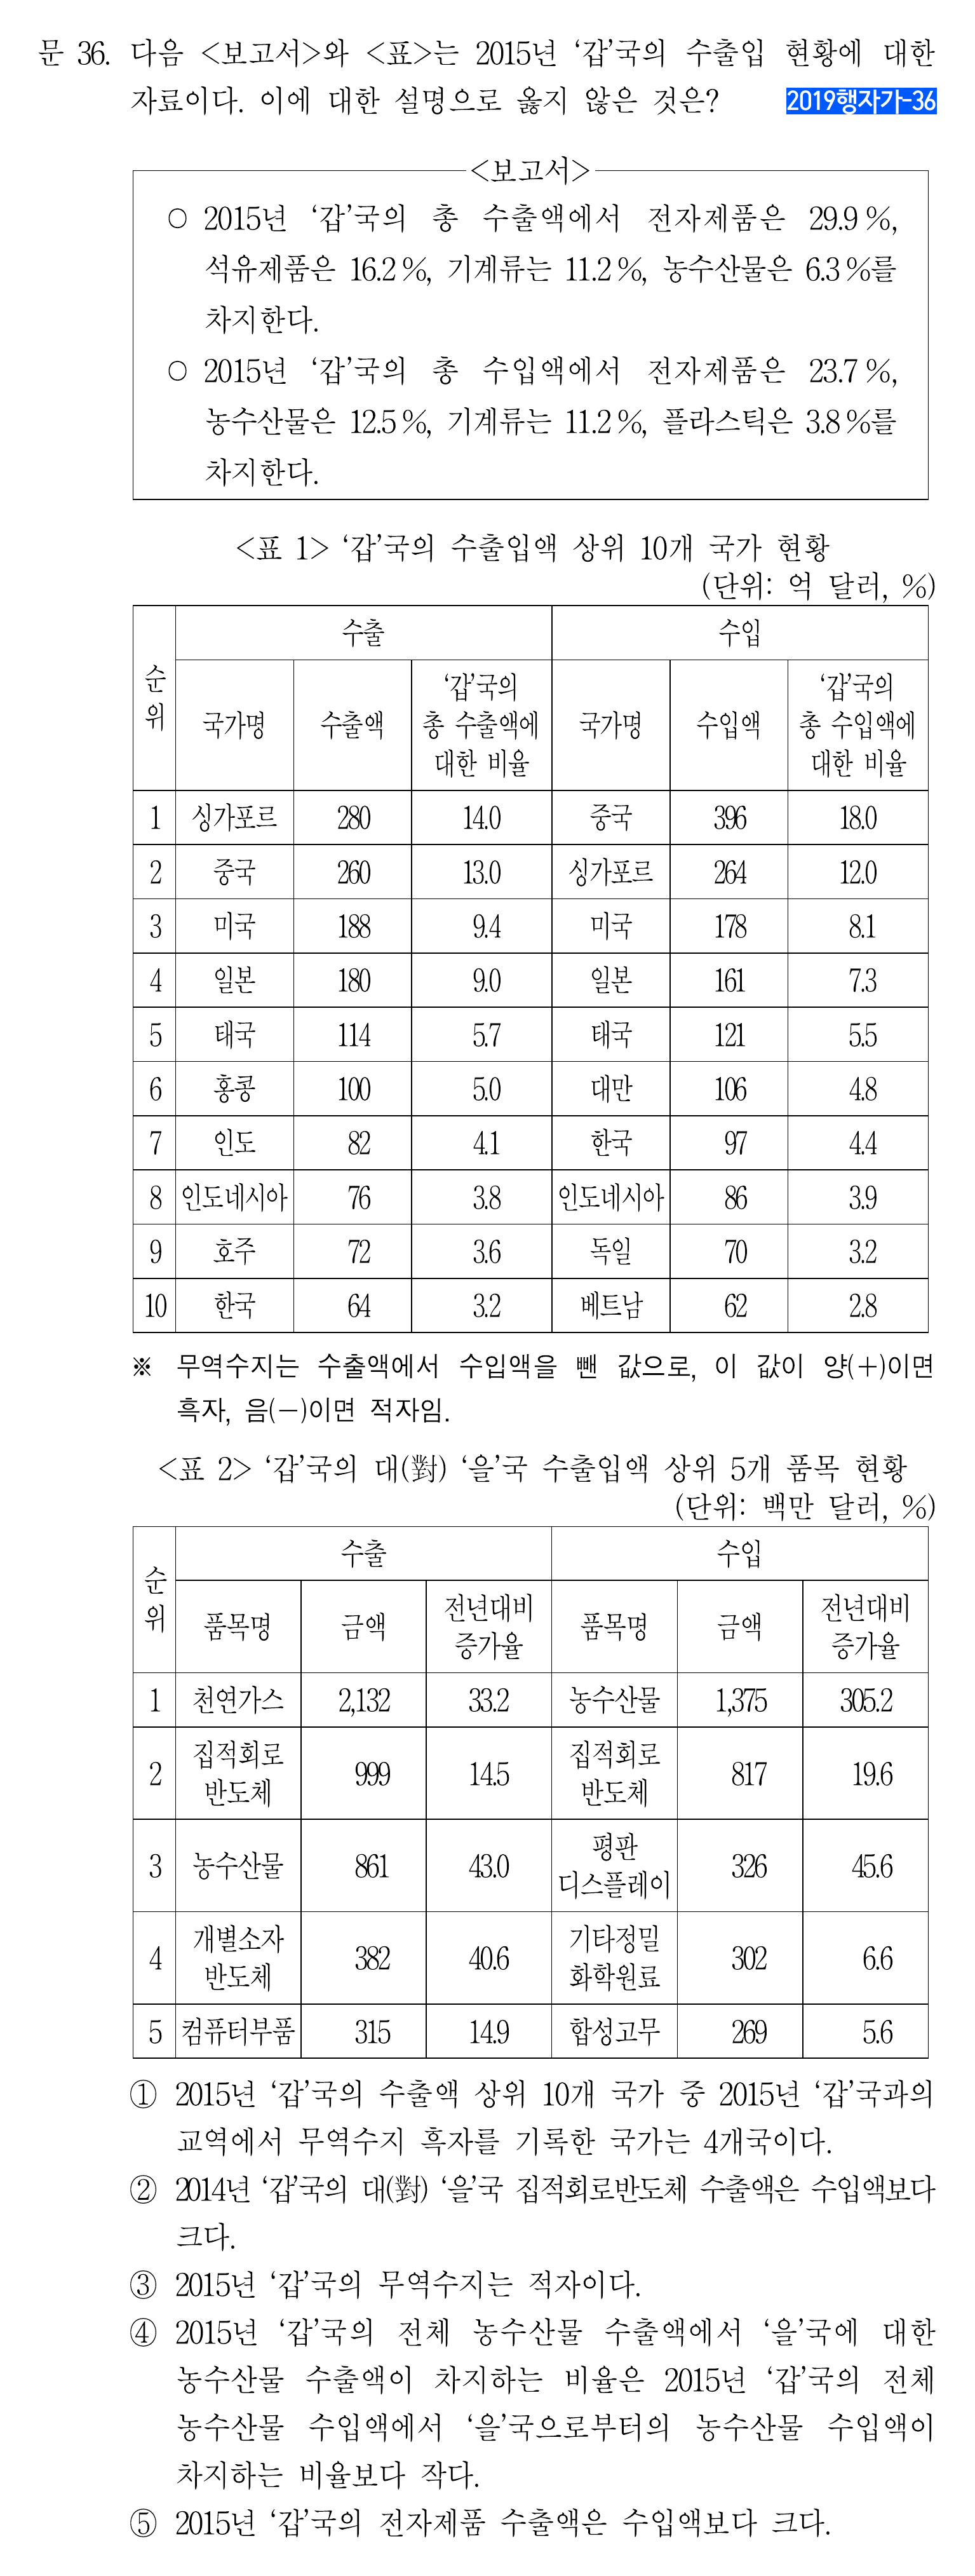 문 36. 다음 <보고서>와 <표>는 2015년 ‘갑’국의 수출입 현황에 대한
자료이다. 이에 대한 설명으로 옳지 않은 것은? 2019행자가-36
<보고서>
○ 2015년 ‘갑’국의 총 수출액에서 전자제품은 29.9%,
석유제품은 16.2%, 기계류는 11.2%, 농수산물은 6.3%를
차지한다.
○ 2015년 ‘갑’국의 총 수입액에서 전자제품은 23.7%,
농수산물은 12.5%, 기계류는 11.2%, 플라스틱은 3.8%를
차지한다.
<표 1> ‘갑’국의 수출입액 상위 10개 국가 현황
(단위: 억 달러, %)
순위 수출 수입
국가명 수출액 ‘갑’국의 총 수출액에 대한 비율 국가명 수입액 ‘갑’국의 총 수입액에 대한 비율
1 싱가포르 280 14.0 중국 396 18.0
2 중국 260 13.0 싱가포르 264 12.0
3 미국 188 9.4 미국 178 8.1
4 일본 180 9.0 일본 161 7.3
5 태국 114 5.7 태국 121 5.5
6 홍콩 100 5.0 대만 106 4.8
7 인도 82 4.1 한국 97 4.4
8 인도네시아 76 3.8 인도네시아 86 3.9
9 호주 72 3.6 독일 70 3.2
10 한국 64 3.2 베트남 62 2.8
※ 무역수지는 수출액에서 수입액을 뺀 값으로, 이 값이 양(+)이면
흑자, 음(−)이면 적자임.
<표 2> ‘갑’국의 대(對) ‘을’국 수출입액 상위 5개 품목 현황
(단위: 백만 달러, %)
순위 수출 수입
품목명 금액 전년대비 증가율 품목명 금액 전년대비 증가율
1 천연가스 2,132 33.2 농수산물 1,375 305.2
2 집적회로반도체 999 14.5 집적회로반도체 817 19.6
3 농수산물 861 43.0 평판디스플레이 326 45.6
4 개별소자반도체 382 40.6 기타정밀화학원료 302 6.6
5 컴퓨터부품 315 14.9 합성고무 269 5.6
① 2015년 ‘갑’국의 수출액 상위 10개 국가 중 2015년 ‘갑’국과의
교역에서 무역수지 흑자를 기록한 국가는 4개국이다.
② 2014년 ‘갑’국의 대(對) ‘을’국 집적회로반도체 수출액은 수입액보다
크다.
③ 2015년 ‘갑’국의 무역수지는 적자이다.
④ 2015년 ‘갑’국의 전체 농수산물 수출액에서 ‘을’국에 대한
농수산물 수출액이 차지하는 비율은 2015년 ‘갑’국의 전체
농수산물 수입액에서 ‘을’국으로부터의 농수산물 수입액이
차지하는 비율보다 작다.
⑤ 2015년 ‘갑’국의 전자제품 수출액은 수입액보다 크다.